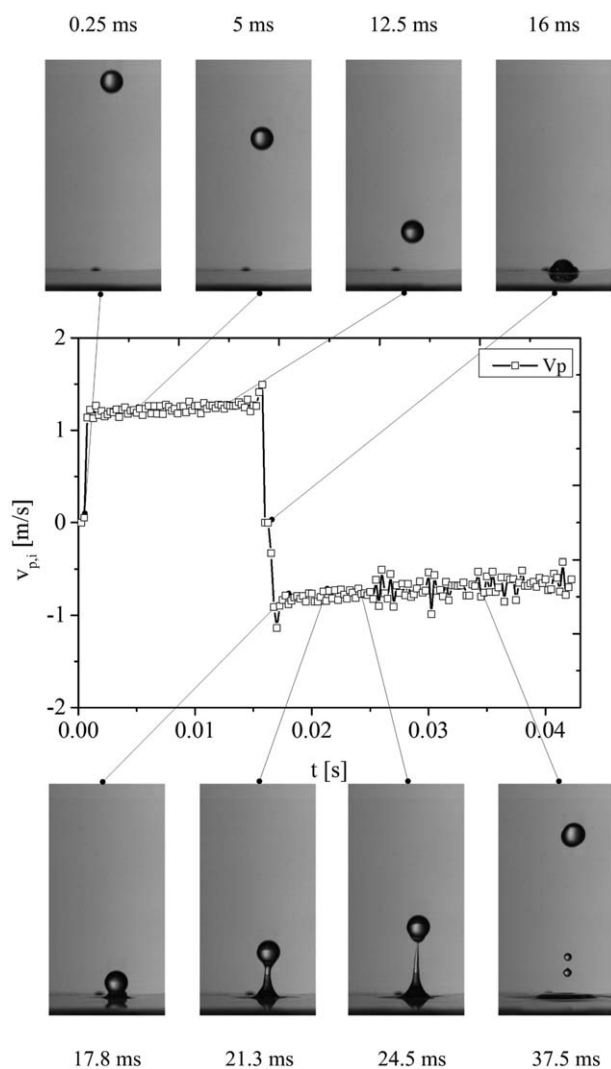 0.25 ms 5 ms 12.5 ms 16 ms
2
Vp
1
0
-1
-2
v_{p,i} [m/s]
0.00 0.01 0.02 0.03 0.04
t [s]
17.8 ms 21.3 ms 24.5 ms 37.5 ms